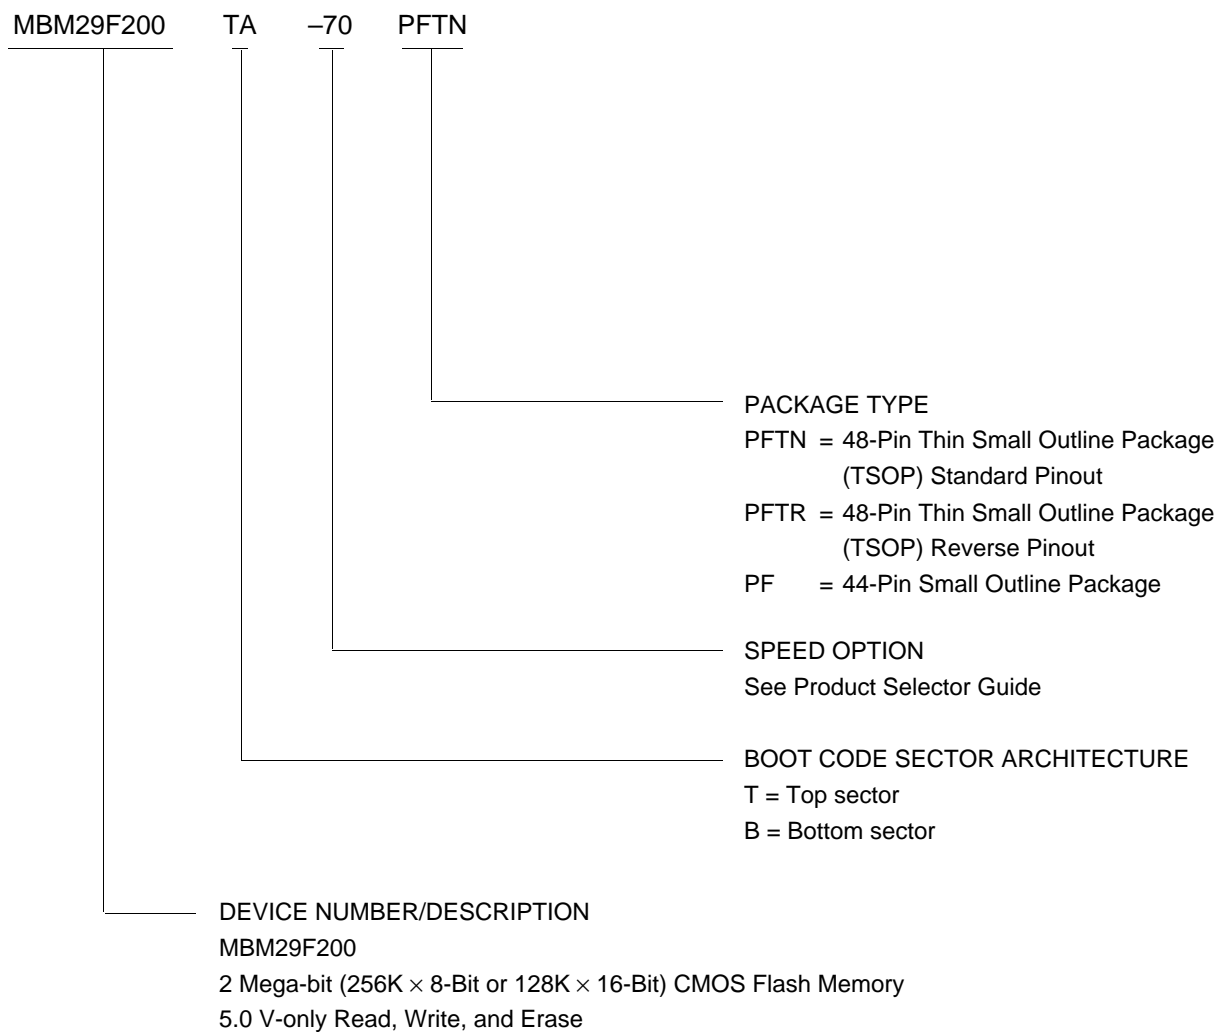 MBM29F200 TA –70 PFTN
PACKAGE TYPE
PFTN = 48-Pin Thin Small Outline Package
(TSOP) Standard Pinout
PFTR = 48-Pin Thin Small Outline Package
(TSOP) Reverse Pinout
PF = 44-Pin Small Outline Package
SPEED OPTION
See Product Selector Guide
BOOT CODE SECTOR ARCHITECTURE
T = Top sector
B = Bottom sector
DEVICE NUMBER/DESCRIPTION
MBM29F200
2 Mega-bit (256K × 8-Bit or 128K × 16-Bit) CMOS Flash Memory
5.0 V-only Read, Write, and Erase